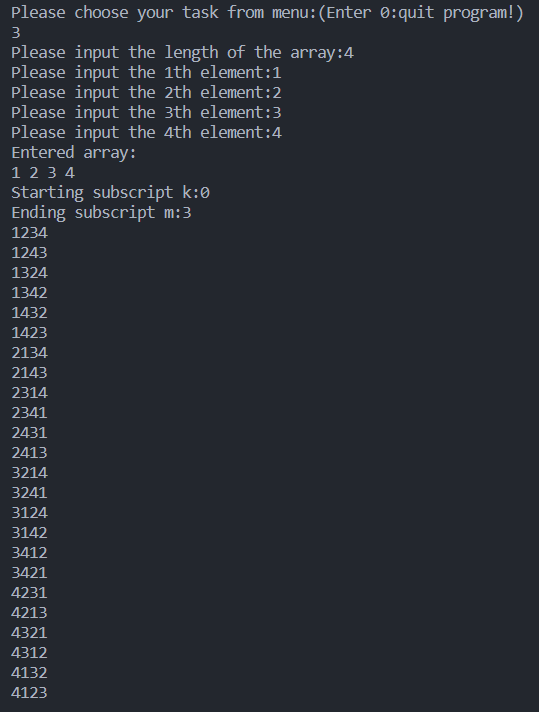 Please choose your task from menu:(Enter 0:quit program!)
3
Please input the length of the array:4
Please input the 1th element:1
Please input the 2th element:2
Please input the 3th element:3
Please input the 4th element:4
Entered array:
1 2 3 4
Starting subscript k:0
Ending subscript m:3
1234
1243
1324
1342
1432
1423
2134
2143
2314
2341
2431
2413
3214
3241
3124
3142
3412
3421
4231
4213
4321
4312
4132
4123